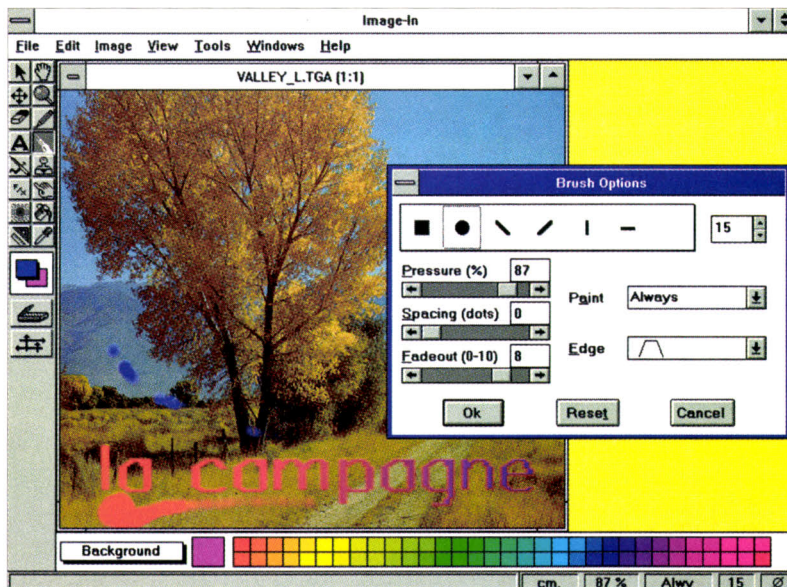 Image-In
File Edit Image View Tools Windows Help
VALLEY_L.TGA (1:1)
A
Brush Options
15
Pressure (%) 87
Paint Always
Spacing (dots) 0
Edge
Fadeout (0-10) 8
Ok Reset Cancel
la campagne
Background
cm. 87 % Alwy 15 Ø